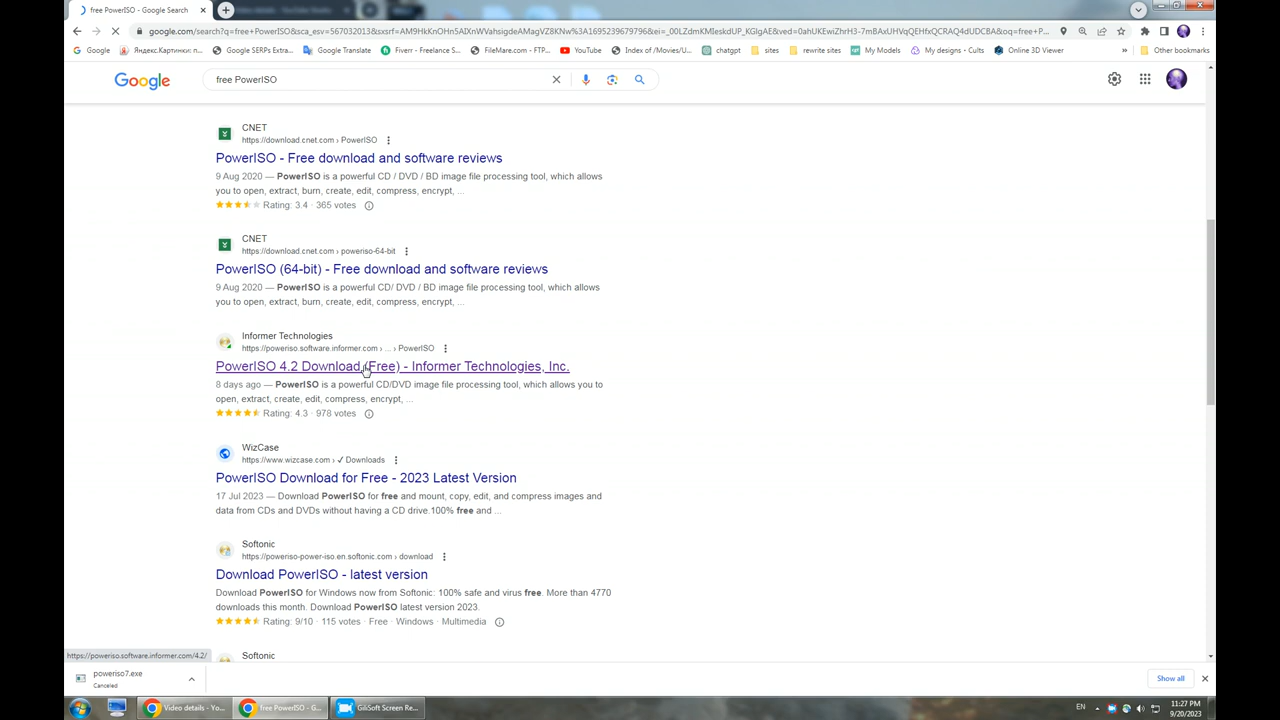 free PowerISO - Google Search
Video details - YouTube Studio
google.com/search?q=free+PowerISO&sca_esv=567032013&
Google
Яндекс.Картинки: п...
Google SERPs Extra...
Google Translate
Fiverr - Freelance S...
FileMare.com - FTP...
YouTube
Index of /Movies/U...
chatgpt
sites
rewrite sites
My Models
My designs - Cults
Online 3D Viewer
»
Other bookmarks
Google
free PowerISO
CNET
https://download.cnet.com › PowerISO
PowerISO - Free download and software reviews
9 Aug 2020 — PowerISO is a powerful CD / DVD / BD image file processing tool, which allows
you to open, extract, burn, create, edit, compress, encrypt, ...
Rating: 3.4 · 365 votes
CNET
https://download.cnet.com › poweriso-64-bit
PowerISO (64-bit) - Free download and software reviews
9 Aug 2020 — PowerISO is a powerful CD/ DVD / BD image file processing tool, which allows
you to open, extract, burn, create, edit, compress, encrypt, ...
Informer Technologies
https://poweriso.software.informer.com › ... › PowerISO
PowerISO 4.2 Download (Free) - Informer Technologies, Inc.
8 days ago — PowerISO is a powerful CD/DVD image file processing tool, which allows you to
open, extract, create, edit, compress, encrypt, ...
Rating: 4.3 · 978 votes
WizCase
https://www.wizcase.com › ✓ Downloads
PowerISO Download for Free - 2023 Latest Version
17 Jul 2023 — Download PowerISO for free and mount, copy, edit, and compress images and
data from CDs and DVDs without having a CD drive.100% free and ...
Softonic
https://poweriso-power-iso.en.softonic.com › download
Download PowerISO - latest version
Download PowerISO for Windows now from Softonic: 100% safe and virus free. More than 4770
downloads this month. Download PowerISO latest version 2023.
Rating: 9/10 · 115 votes · Free · Windows · Multimedia
Softonic
https://poweriso.software.informer.com/4.2/
poweriso7.exe
Canceled
Show all
Video details - Yo...
free PowerISO - G...
GiliSoft Screen Re...
EN
11:27 PM
9/20/2023